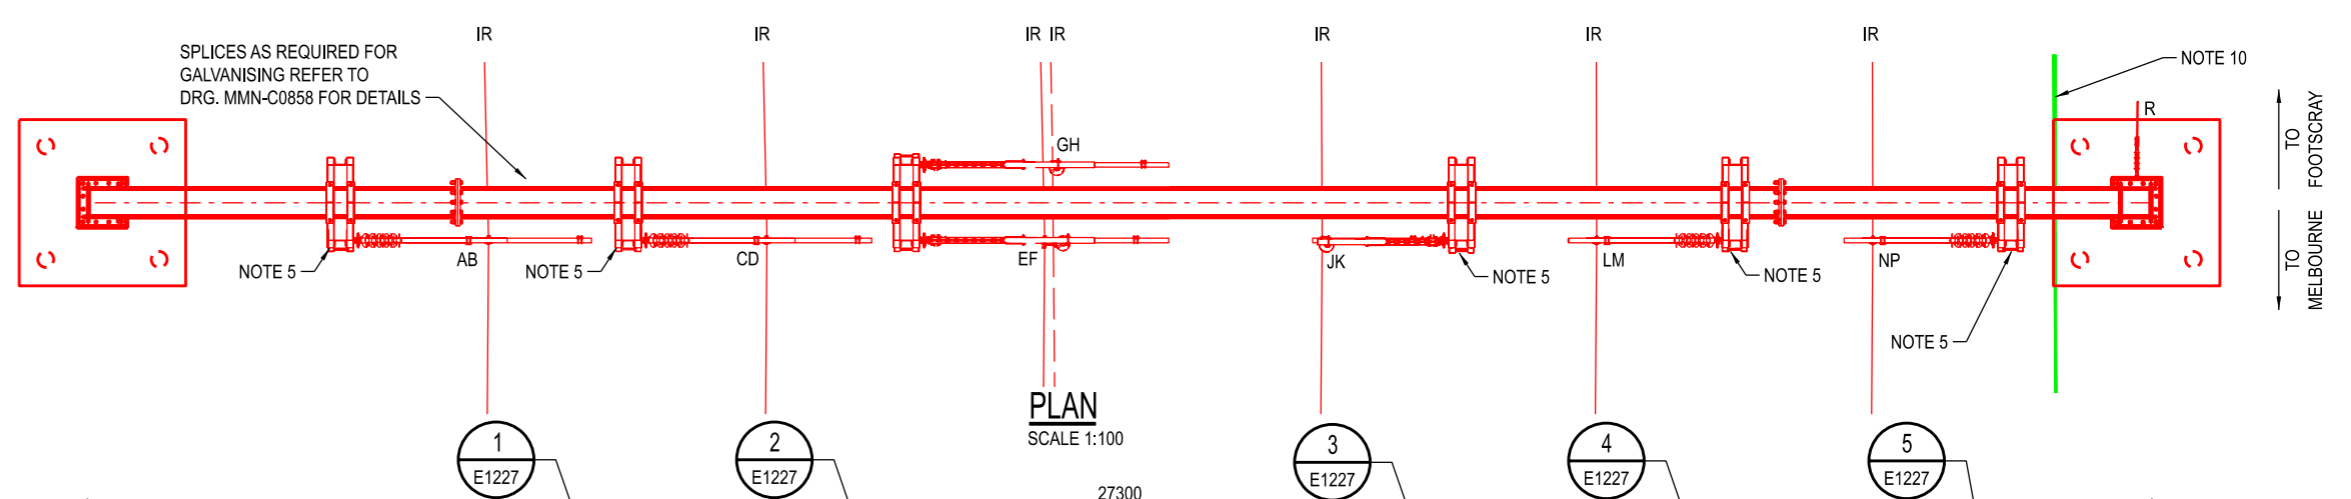 IR
IR
IR IR
IR
IR
IR
SPLICES AS REQUIRED FOR
GALVANISING REFER TO
DRG. MMN-C0858 FOR DETAILS
NOTE 10
R
TO
FOOTSCRAY
GH
TO
MELBOURNE
NOTE 5
AB
NOTE 5
CD
EF
JK
NOTE 5
LM
NOTE 5
NP
NOTE 5
PLAN
SCALE 1:100
1
E1227
2
E1227
3
E1227
4
E1227
5
E1227
27300